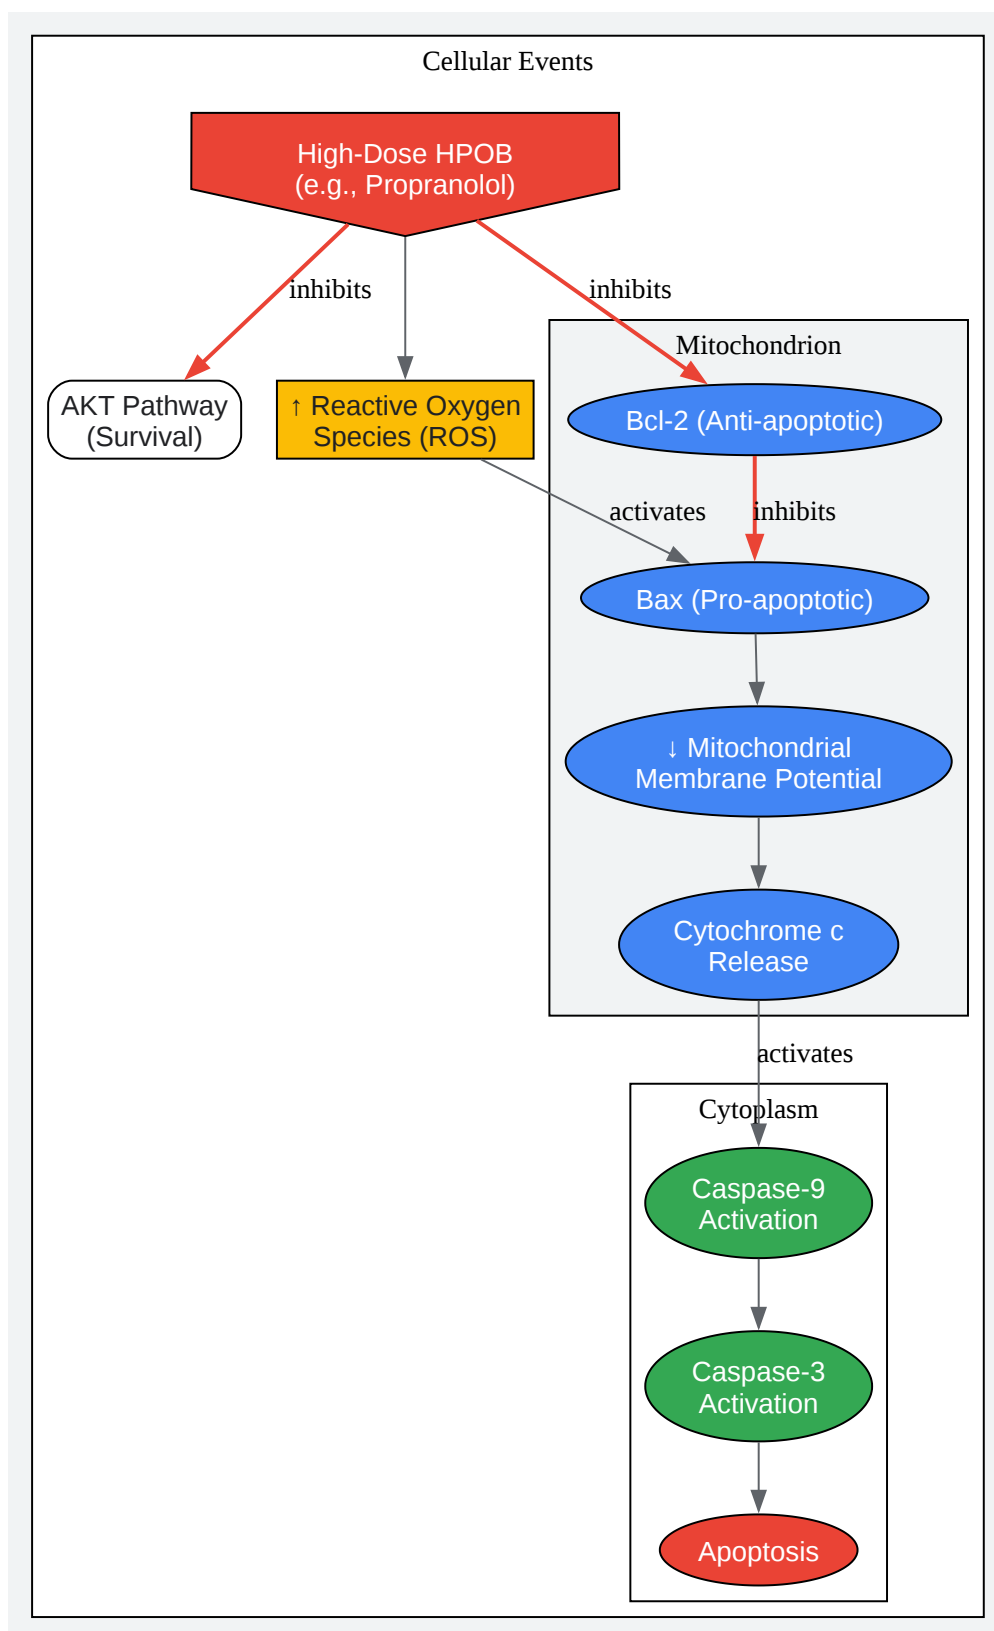 Cellular Events
High-Dose HPOB
(e.g., Propranolol)
inhibits
inhibits
Mitochondrion
AKT Pathway
(Survival)
↑ Reactive Oxygen
Species (ROS)
Bcl-2 (Anti-apoptotic)
activates
inhibits
Bax (Pro-apoptotic)
↓ Mitochondrial
Membrane Potential
Cytochrome c
Release
activates
Cytoplasm
Caspase-9
Activation
Caspase-3
Activation
Apoptosis